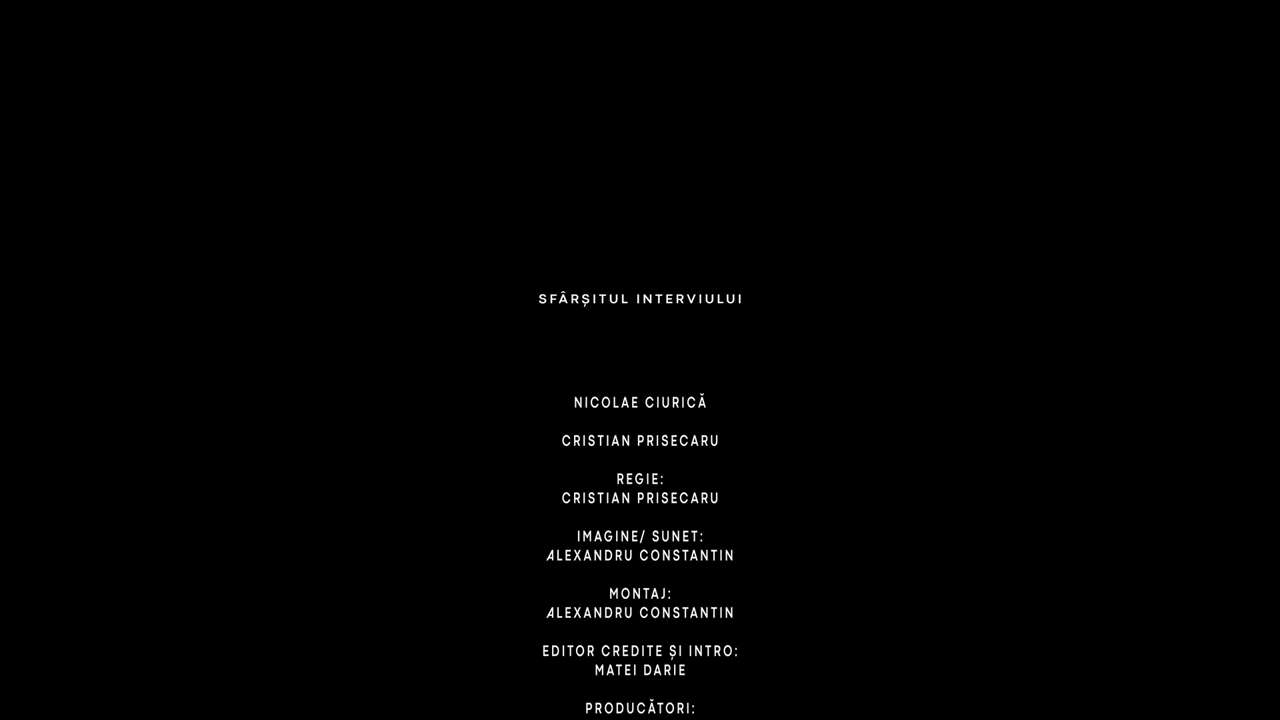 SFÂRȘITUL INTERVIULUI
NICOLAE CIURICĂ
CRISTIAN PRISECARU
REGIE:
CRISTIAN PRISECARU
IMAGINE/ SUNET:
ALEXANDRU CONSTANTIN
MONTAJ:
ALEXANDRU CONSTANTIN
EDITOR CREDITE ȘI INTRO:
MATEI DARIE
PRODUCĂTORI: